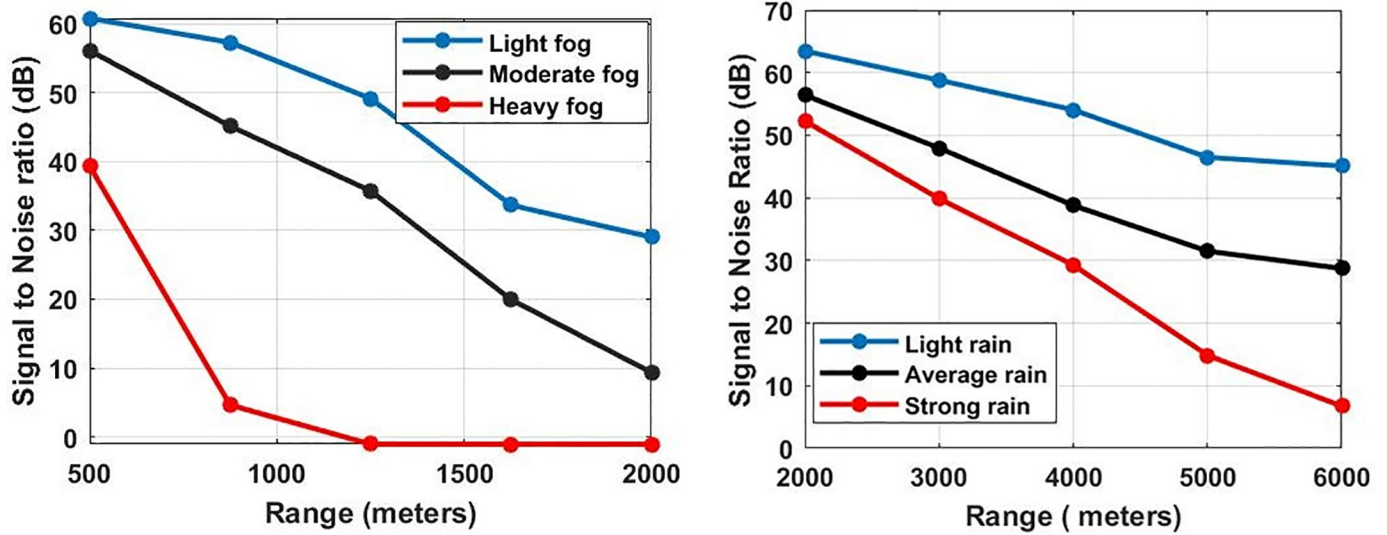 Signal to Noise ratio (dB)
60
50
40
30
20
10
0
Light fog
Moderate fog
Heavy fog
500
1000
1500
2000
Range (meters)
Signal to Noise Ratio (dB)
70
60
50
40
30
20
10
0
Light rain
Average rain
Strong rain
2000
3000
4000
5000
6000
Range ( meters)